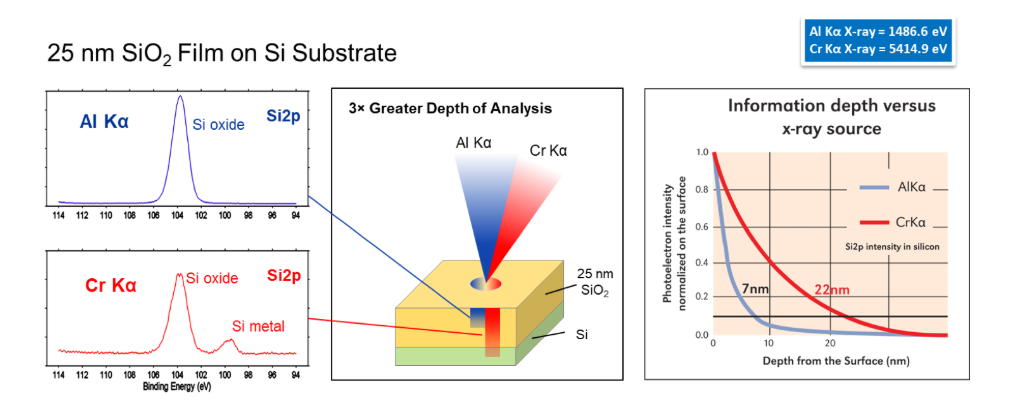 Al Kα X-ray = 1486.6 eV
Cr Kα X-ray = 5414.9 eV
25 nm SiO₂ Film on Si Substrate
Al Kα
Si oxide
Si2p
114 112 110 108 106 104 102 100 98 96 94
Cr Kα
Si oxide
Si2p
Si metal
114 112 110 108 106 104 102 100 98 96 94
Binding Energy (eV)
3× Greater Depth of Analysis
Al Kα
Cr Kα
25 nm
SiO₂
Si
Information depth versus
x-ray source
Photoelectron intensity
normalized on the surface
1.0
0.8
0.6
0.4
0.2
0.0
AlKα
CrKα
Si2p intensity in silicon
7nm
22nm
0 10 20
Depth from the Surface (nm)